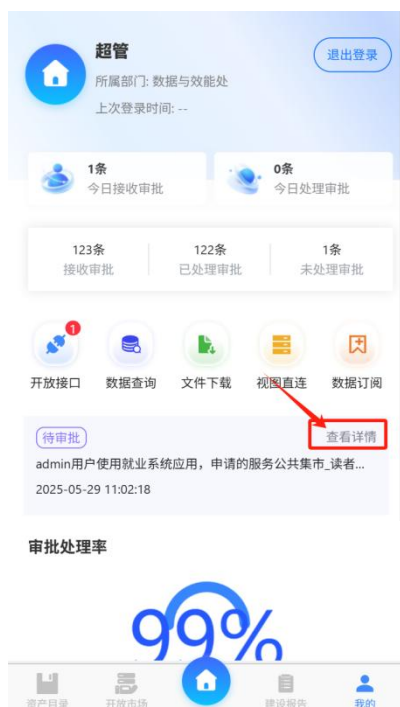 超管
退出登录
所属部门: 数据与效能处
上次登录时间: --
1条
今日接收审批
0条
今日处理审批
123条
接收审批
122条
已处理审批
1条
未处理审批
1
开放接口
数据查询
文件下载
视图直连
数据订阅
待审批
查看详情
admin用户使用就业系统应用，申请的服务公共集市_读者...
2025-05-29 11:02:18
审批处理率
99%
资产目录
开放市场
建设报告
我的